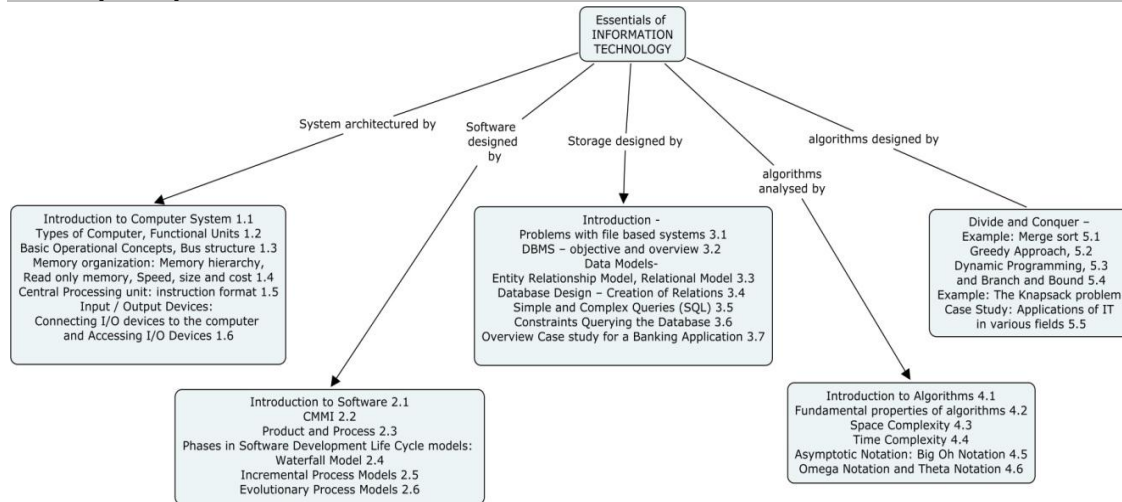 Essentials of
INFORMATION
TECHNOLOGY
System architectured by
Software
designed
by
Storage designed by
algorithms
analysed by
algorithms designed by
Introduction to Computer System 1.1
Types of Computer, Functional Units 1.2
Basic Operational Concepts, Bus structure 1.3
Memory organization: Memory hierarchy,
Read only memory, Speed, size and cost 1.4
Central Processing unit: instruction format 1.5
Input / Output Devices:
Connecting I/O devices to the computer
and Accessing I/O Devices 1.6
Introduction to Software 2.1
CMMI 2.2
Product and Process 2.3
Phases in Software Development Life Cycle models:
Waterfall Model 2.4
Incremental Process Models 2.5
Evolutionary Process Models 2.6
Introduction -
Problems with file based systems 3.1
DBMS – objective and overview 3.2
Data Models-
Entity Relationship Model, Relational Model 3.3
Database Design – Creation of Relations 3.4
Simple and Complex Queries (SQL) 3.5
Constraints Querying the Database 3.6
Overview Case study for a Banking Application 3.7
Introduction to Algorithms 4.1
Fundamental properties of algorithms 4.2
Space Complexity 4.3
Time Complexity 4.4
Asymptotic Notation: Big Oh Notation 4.5
Omega Notation and Theta Notation 4.6
Divide and Conquer –
Example: Merge sort 5.1
Greedy Approach, 5.2
Dynamic Programming, 5.3
and Branch and Bound 5.4
Example: The Knapsack problem
Case Study: Applications of IT
in various fields 5.5